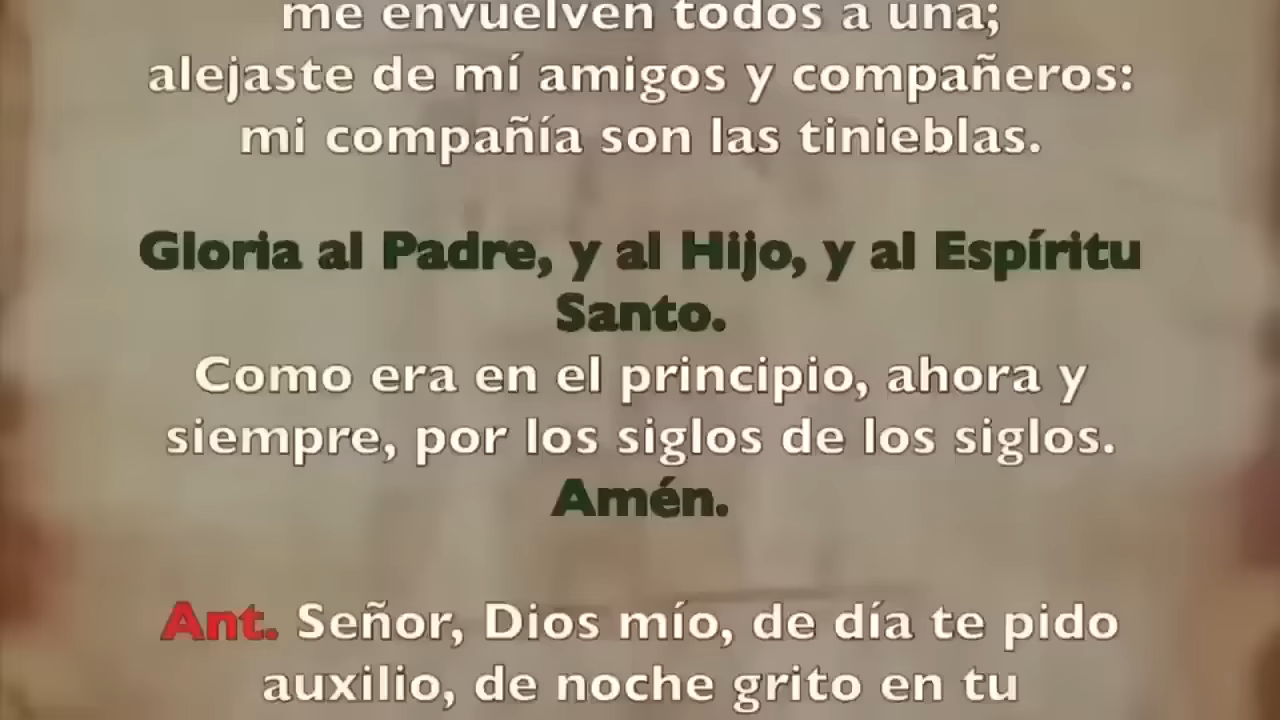 me envuelven todos a una;
alejaste de mí amigos y compañeros:
mi compañía son las tinieblas.
Gloria al Padre, y al Hijo, y al Espíritu
Santo.
Como era en el principio, ahora y
siempre, por los siglos de los siglos.
Amén.
Ant. Señor, Dios mío, de día te pido
auxilio, de noche grito en tu